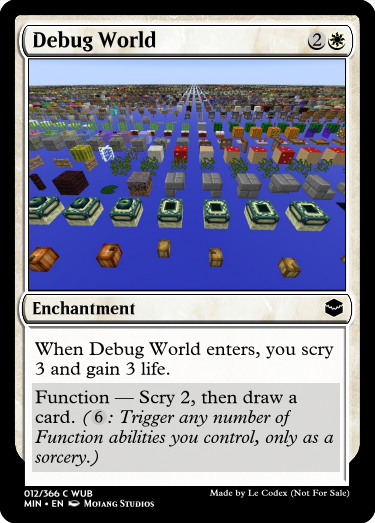 Debug World 2
Enchantment
When Debug World enters, you scry
3 and gain 3 life.
Function — Scry 2, then draw a
card. (6: Trigger any number of
Function abilities you control, only as a
sorcery.)
012/366 C WUB
MIN • EN Mojang Studios
Made by Le Codex (Not For Sale)